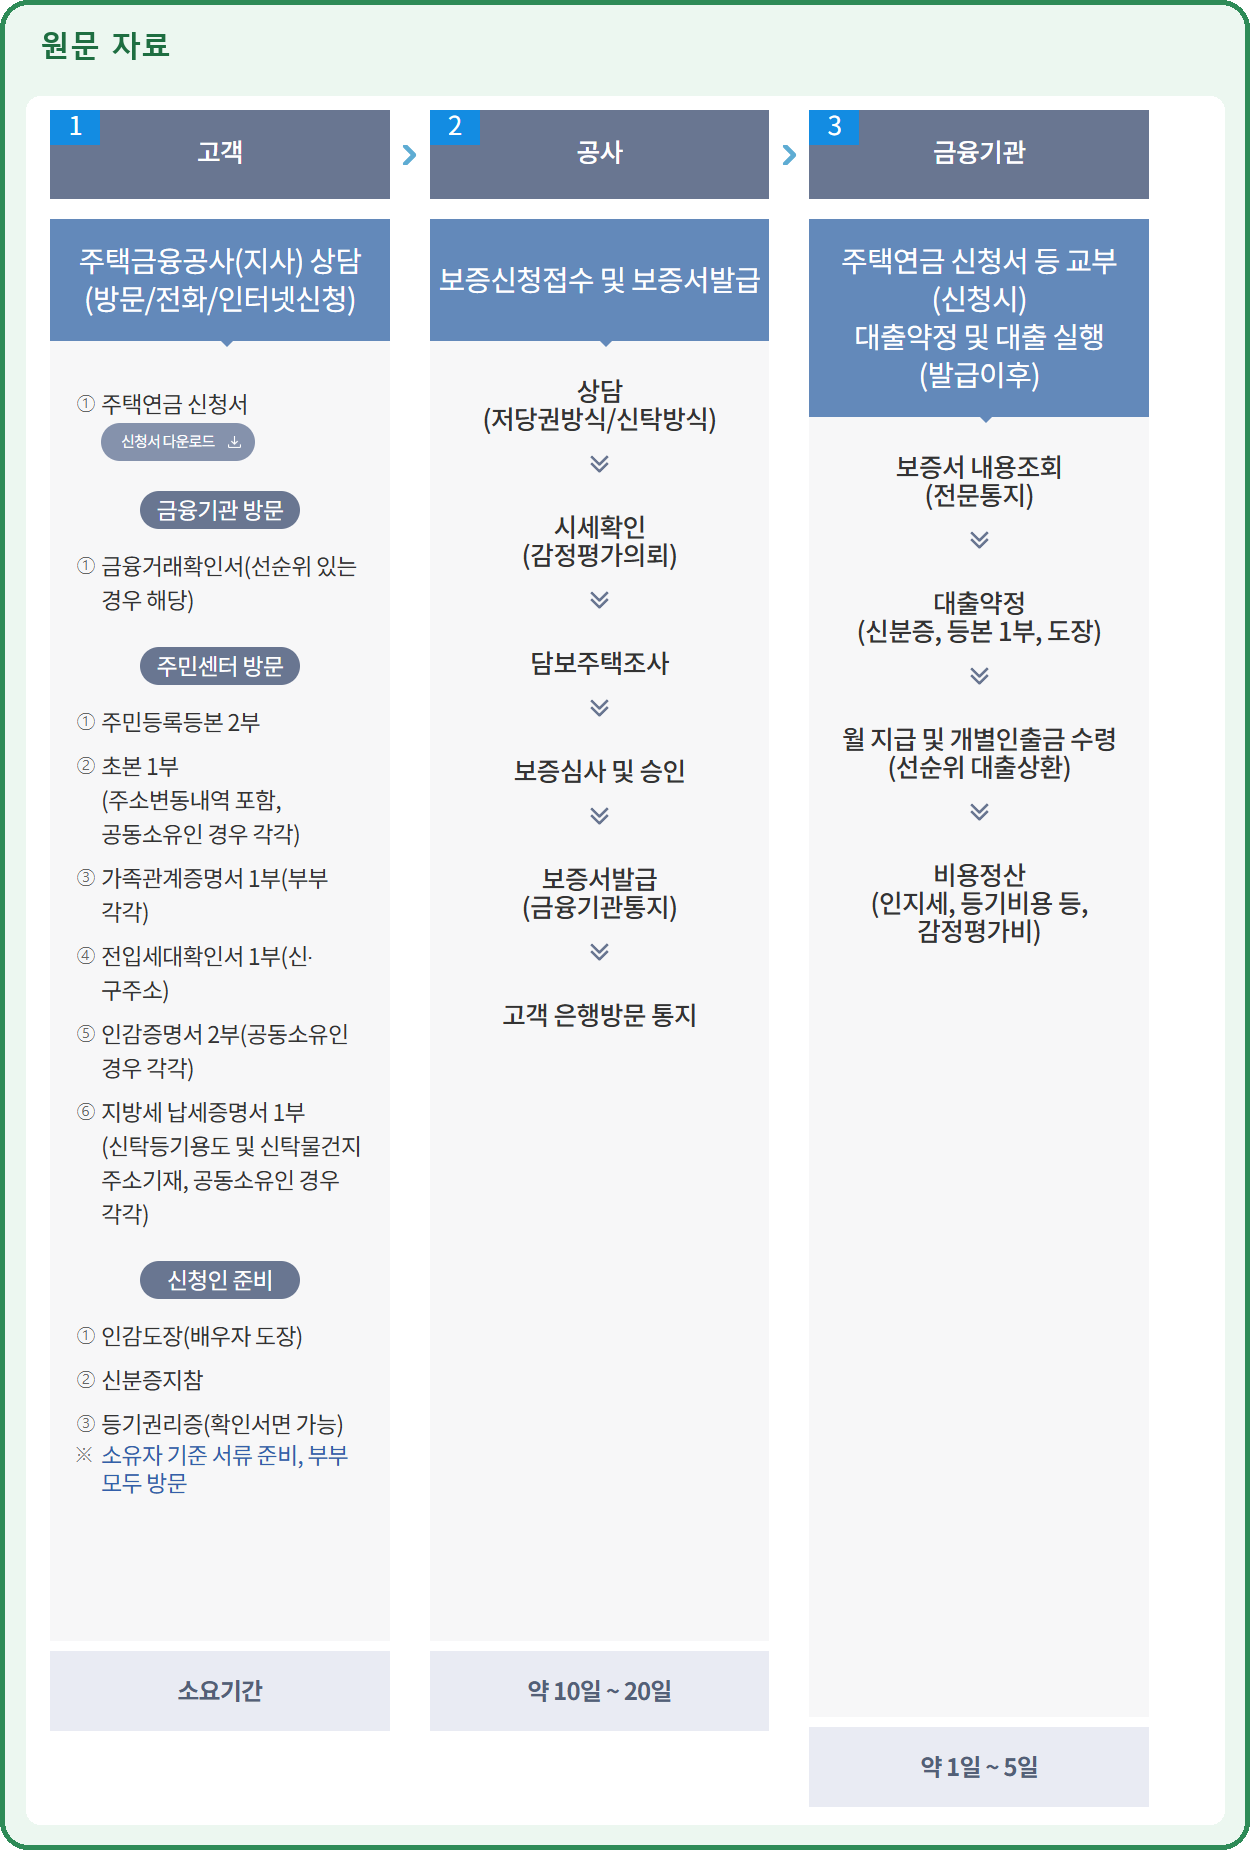 원문 자료
1
고객
주택금융공사(지사) 상담
(방문/전화/인터넷신청)
① 주택연금 신청서
신청서 다운로드
금융기관 방문
① 금융거래확인서(선순위 있는
경우 해당)
주민센터 방문
① 주민등록등본 2부
② 초본 1부
(주소변동내역 포함,
공동소유인 경우 각각)
③ 가족관계증명서 1부(부부
각각)
④ 전입세대확인서 1부(신·
구주소)
⑤ 인감증명서 2부(공동소유인
경우 각각)
⑥ 지방세 납세증명서 1부
(신탁등기용도 및 신탁물건지
주소기재, 공동소유인 경우
각각)
신청인 준비
① 인감도장(배우자 도장)
② 신분증지참
③ 등기권리증(확인서면 가능)
※ 소유자 기준 서류 준비, 부부
모두 방문
소요기간
2
공사
보증신청접수 및 보증서발급
상담
(저당권방식/신탁방식)
시세확인
(감정평가의뢰)
담보주택조사
보증심사 및 승인
보증서발급
(금융기관통지)
고객 은행방문 통지
약 10일 ~ 20일
3
금융기관
주택연금 신청서 등 교부
(신청시)
대출약정 및 대출 실행
(발급이후)
보증서 내용조회
(전문통지)
대출약정
(신분증, 등본 1부, 도장)
월 지급 및 개별인출금 수령
(선순위 대출상환)
비용정산
(인지세, 등기비용 등,
감정평가비)
약 1일 ~ 5일